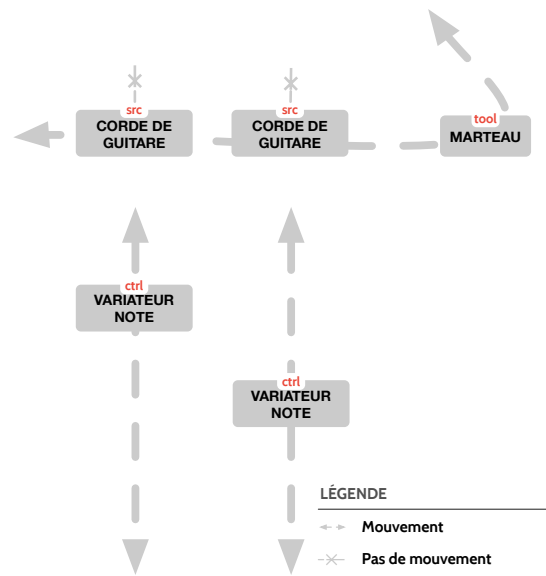 src
CORDE DE
GUITARE
src
CORDE DE
GUITARE
tool
MARTEAU
ctrl
VARIATEUR
NOTE
ctrl
VARIATEUR
NOTE
LÉGENDE
Mouvement
Pas de mouvement